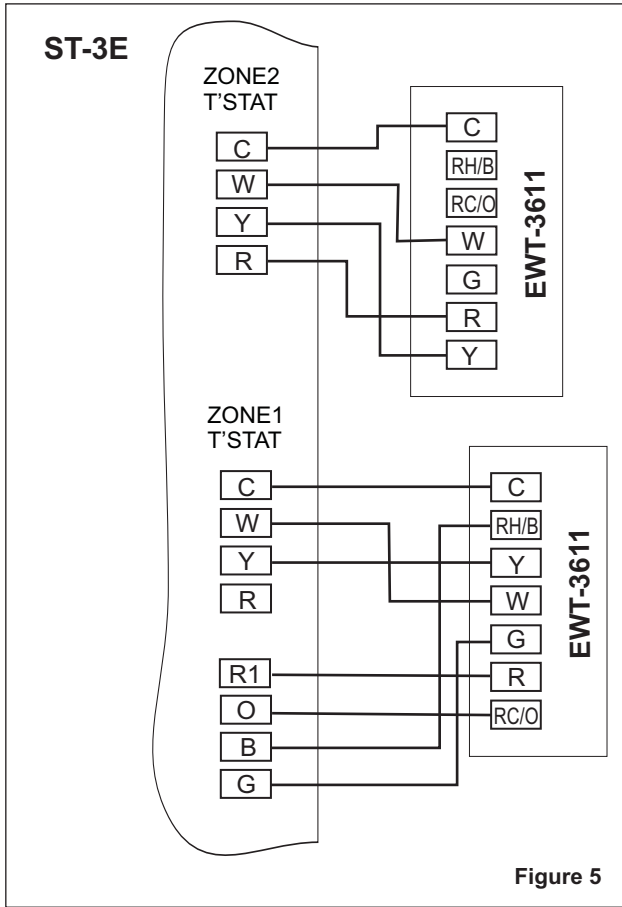 ST-3E
ZONE2
T'STAT
C
W
Y
R
C
RH/B
RC/O
W
G
R
Y
EWT-3611
ZONE1
T'STAT
C
W
Y
R
R1
O
B
G
C
RH/B
Y
W
G
R
RC/O
EWT-3611
Figure 5